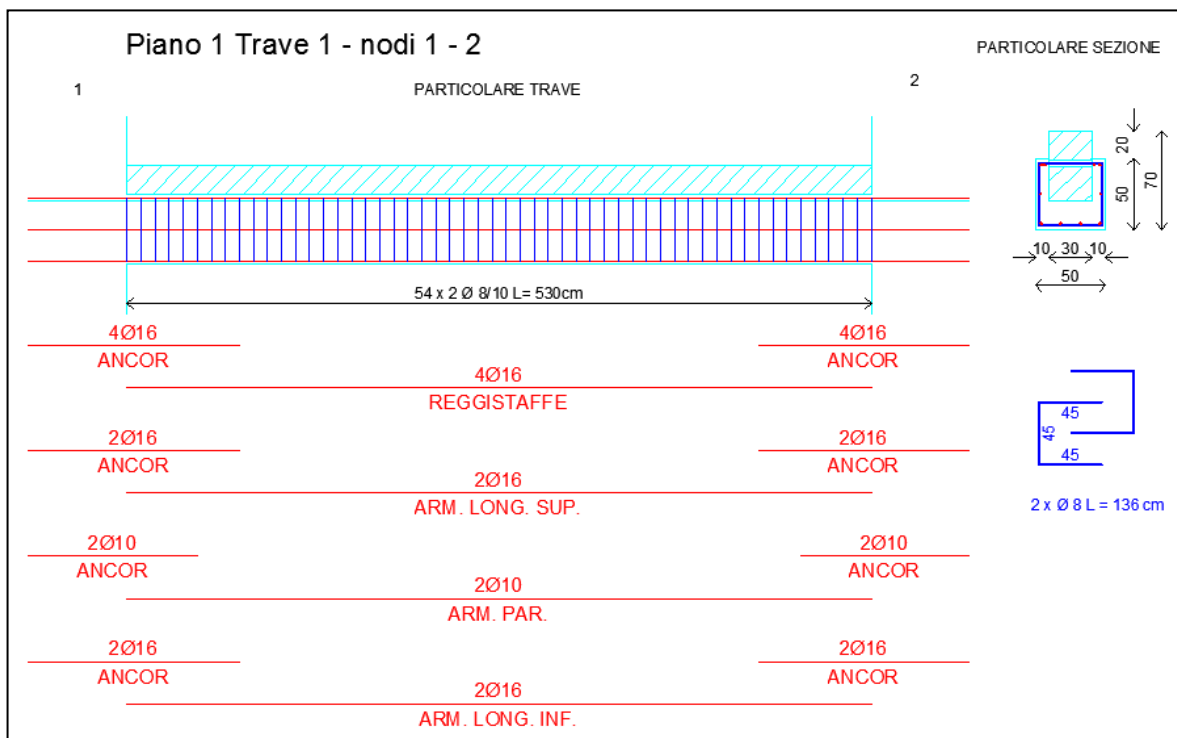 Piano 1 Trave 1 - nodi 1 - 2
PARTICOLARE SEZIONE
1
PARTICOLARE TRAVE
2
20
50
70
10 30 10
50
54 x 2 Ø 8/10 L= 530cm
4Ø16
ANCOR
4Ø16
ANCOR
4Ø16
REGGISTAFFE
2Ø16
ANCOR
2Ø16
ANCOR
2Ø16
ARM. LONG. SUP.
2Ø10
ANCOR
2Ø10
ANCOR
2Ø10
ARM. PAR.
2Ø16
ANCOR
2Ø16
ANCOR
2Ø16
ARM. LONG. INF.
45
45
45
2 x Ø 8 L = 136 cm